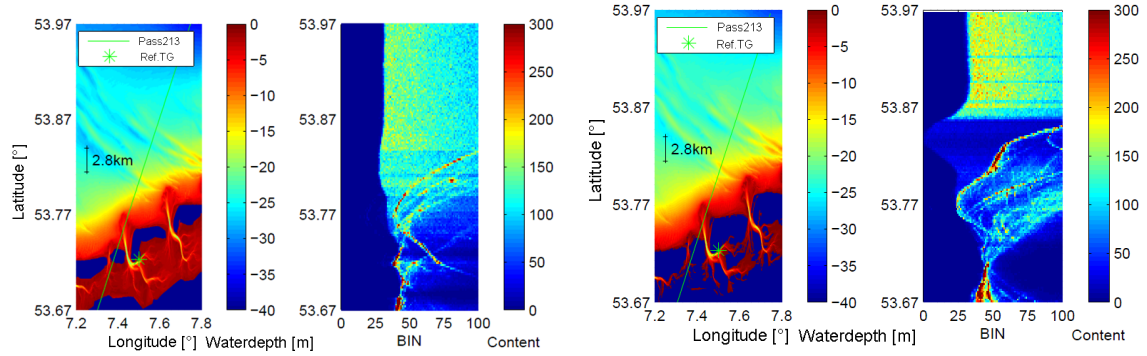 53.97
53.87
53.77
53.67
Latitude [°]
Pass213
Ref.TG
2.8km
7.2 7.4 7.6 7.8
Longitude [°]
0
−5
−10
−15
−20
−25
−30
−35
−40
Waterdepth [m]
53.97
53.87
53.77
53.67
0 25 50 75 100
BIN
300
250
200
150
100
50
0
Content
53.97
53.87
53.77
53.67
Latitude [°]
Pass213
Ref.TG
2.8km
7.2 7.4 7.6 7.8
Longitude [°]
0
−5
−10
−15
−20
−25
−30
−35
−40
Waterdepth [m]
53.97
53.87
53.77
53.67
0 25 50 75 100
BIN
300
250
200
150
100
50
0
Content